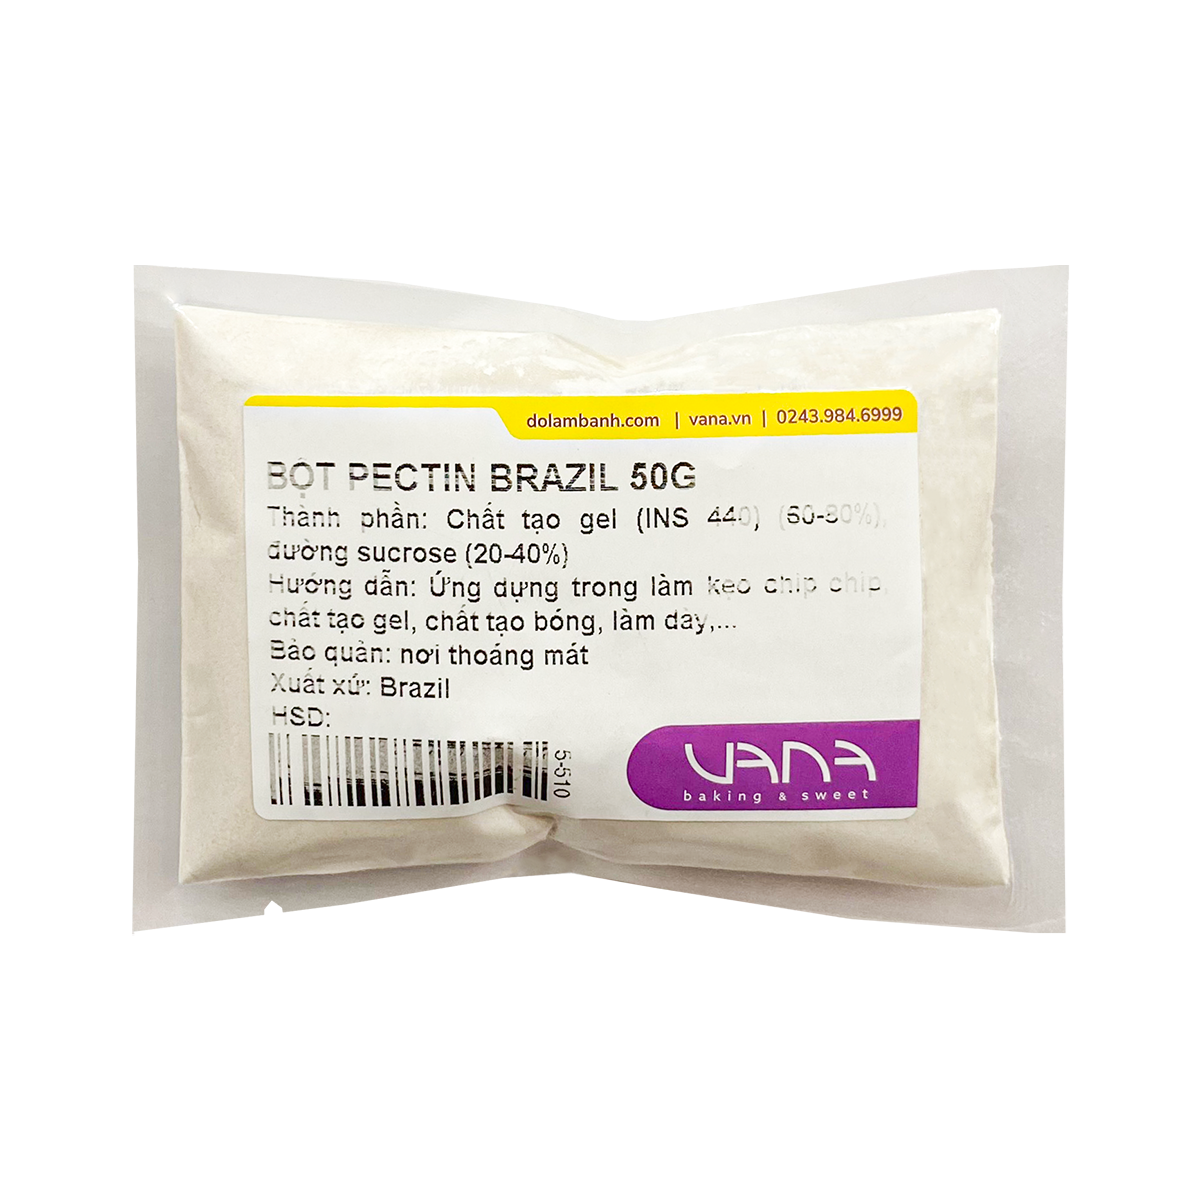 dolambanh.com | vana.vn | 0243.984.6999
BỘT PECTIN BRAZIL 50G
Thành phần: Chất tạo gel (INS 440) (60-80%),
đường sucrose (20-40%)
Hướng dẫn: Ứng dựng trong làm kẹo chip chip,
chất tạo gel, chất tạo bóng, làm dày,...
Bảo quản: nơi thoáng mát
Xuất xứ: Brazil
HSD:
5-510
VANA
baking & sweet